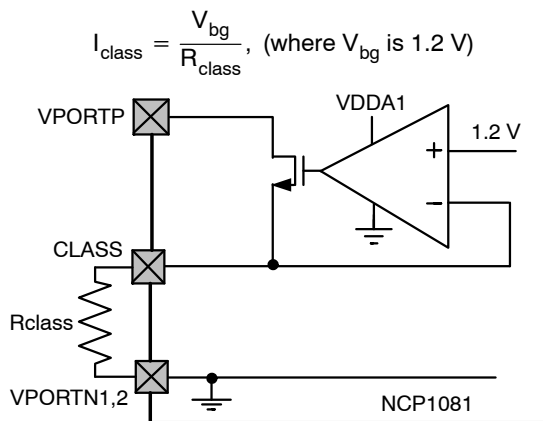 I_class = V_bg / R_class, (where V_bg is 1.2 V)
VPORTP
VDDA1
1.2 V
+
−
CLASS
Rclass
VPORTN1,2
NCP1081